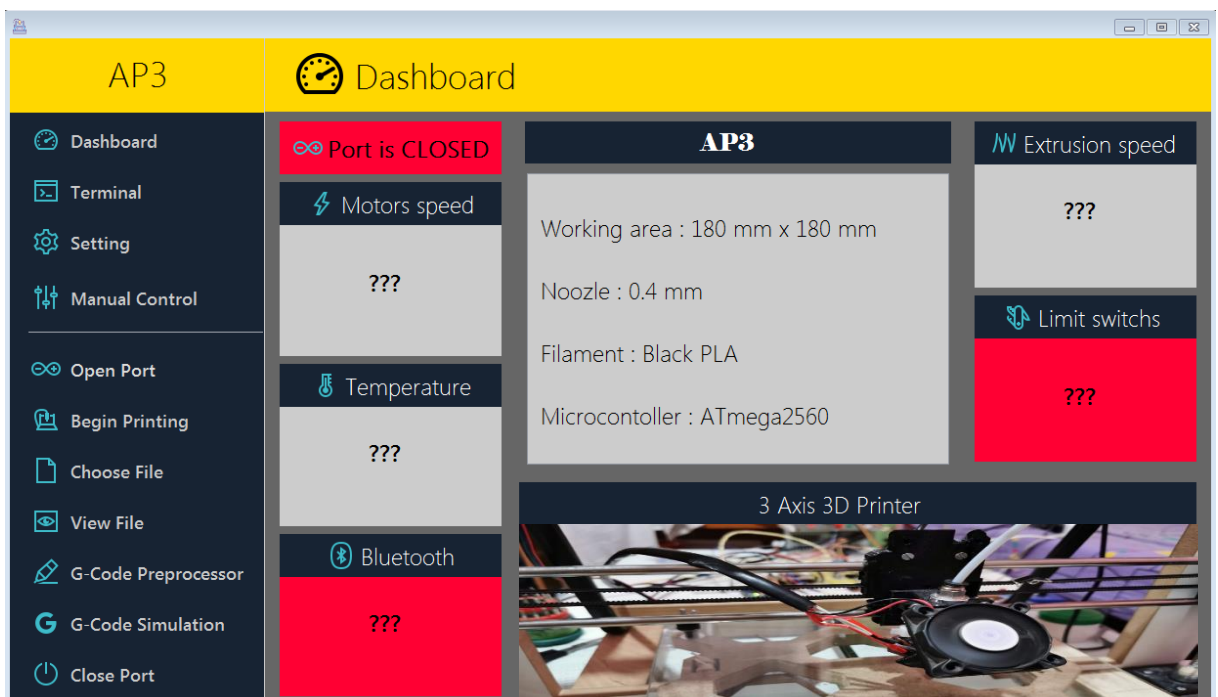 AP3
Dashboard
Dashboard
Terminal
Setting
Manual Control
Open Port
Begin Printing
Choose File
View File
G-Code Preprocessor
G-Code Simulation
Close Port
Port is CLOSED
Motors speed
???
Temperature
???
Bluetooth
???
AP3
Working area : 180 mm x 180 mm
Noozle : 0.4 mm
Filament : Black PLA
Microcontoller : ATmega2560
Extrusion speed
???
Limit switchs
???
3 Axis 3D Printer